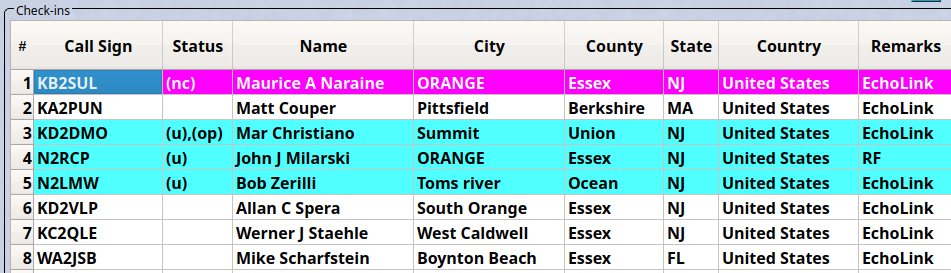 Check-ins
# Call Sign Status Name City County State Country Remarks
1 KB2SUL (nc) Maurice A Naraine ORANGE Essex NJ United States EchoLink
2 KA2PUN Matt Couper Pittsfield Berkshire MA United States EchoLink
3 KD2DMO (u),(op) Mar Christiano Summit Union NJ United States EchoLink
4 N2RCP (u) John J Milarski ORANGE Essex NJ United States RF
5 N2LMW (u) Bob Zerilli Toms river Ocean NJ United States EchoLink
6 KD2VLP Allan C Spera South Orange Essex NJ United States EchoLink
7 KC2QLE Werner J Staehle West Caldwell Essex NJ United States EchoLink
8 WA2JSB Mike Scharfstein Boynton Beach Essex FL United States EchoLink